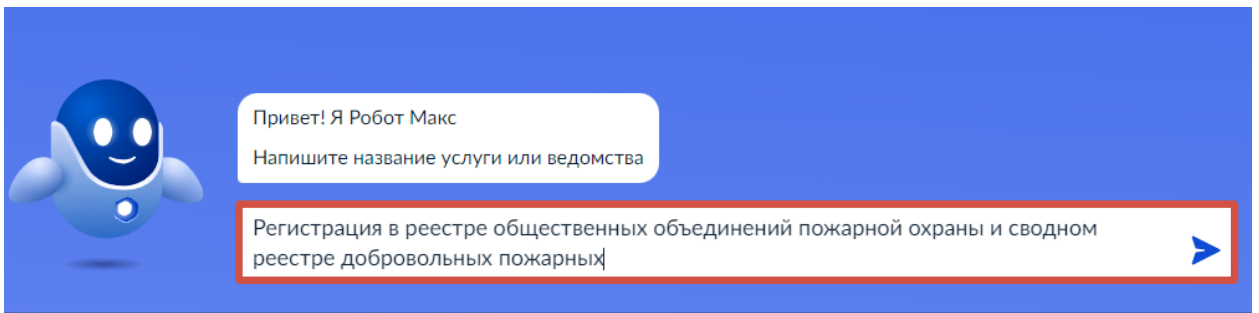 Привет! Я Робот Макс
Напишите название услуги или ведомства
Регистрация в реестре общественных объединений пожарной охраны и сводном
реестре добровольных пожарных